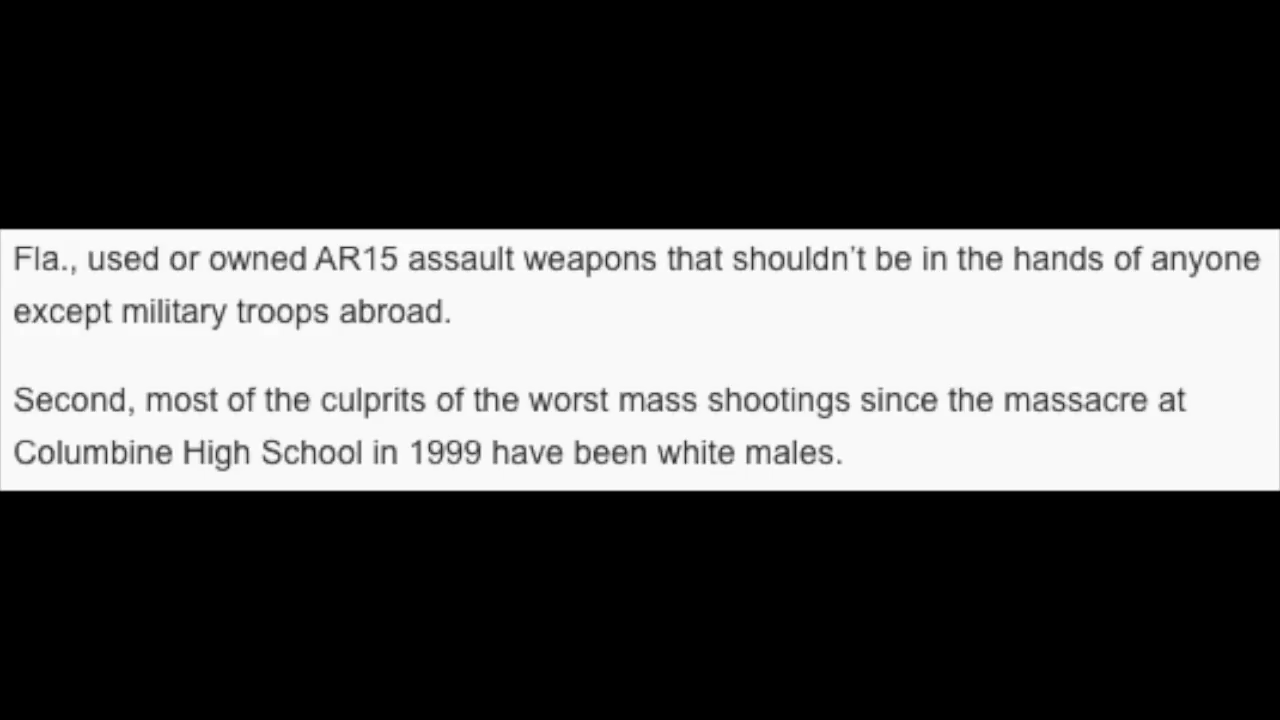 Fla., used or owned AR15 assault weapons that shouldn't be in the hands of anyone
except military troops abroad.
Second, most of the culprits of the worst mass shootings since the massacre at
Columbine High School in 1999 have been white males.